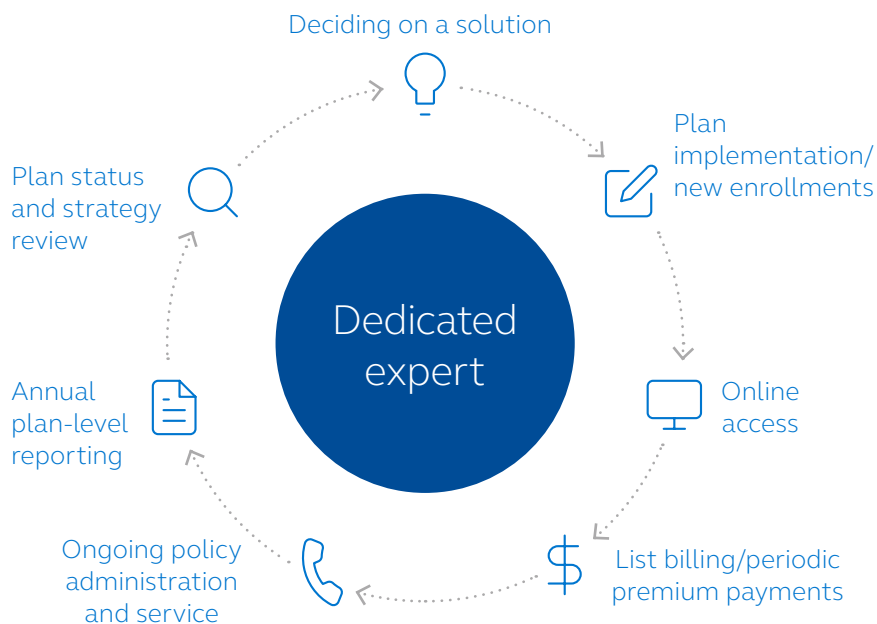 Deciding on a solution
Plan
implementation/
new enrollments
Online
access
List billing/periodic
premium payments
Ongoing policy
administration
and service
Annual
plan-level
reporting
Plan status
and strategy
review
Dedicated
expert